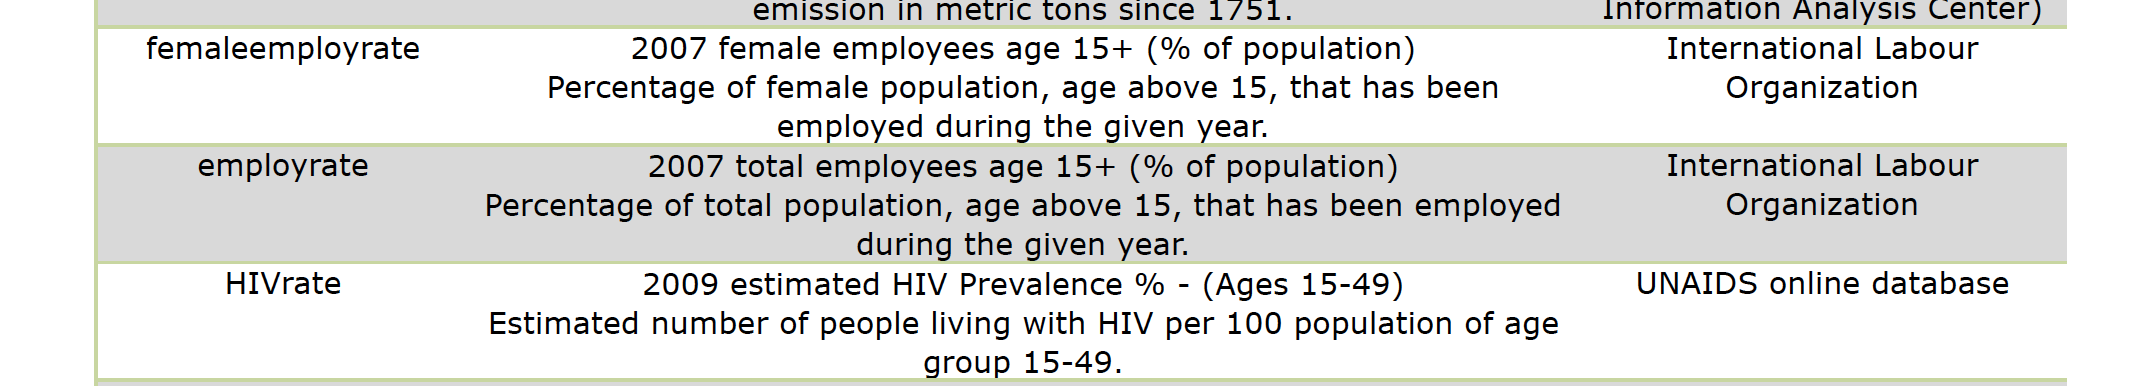 emission in metric tons since 1751.
Information Analysis Center)
femaleemployrate
2007 female employees age 15+ (% of population)
Percentage of female population, age above 15, that has been
employed during the given year.
International Labour
Organization
employrate
2007 total employees age 15+ (% of population)
Percentage of total population, age above 15, that has been employed
during the given year.
International Labour
Organization
HIVrate
2009 estimated HIV Prevalence % - (Ages 15-49)
Estimated number of people living with HIV per 100 population of age
group 15-49.
UNAIDS online database